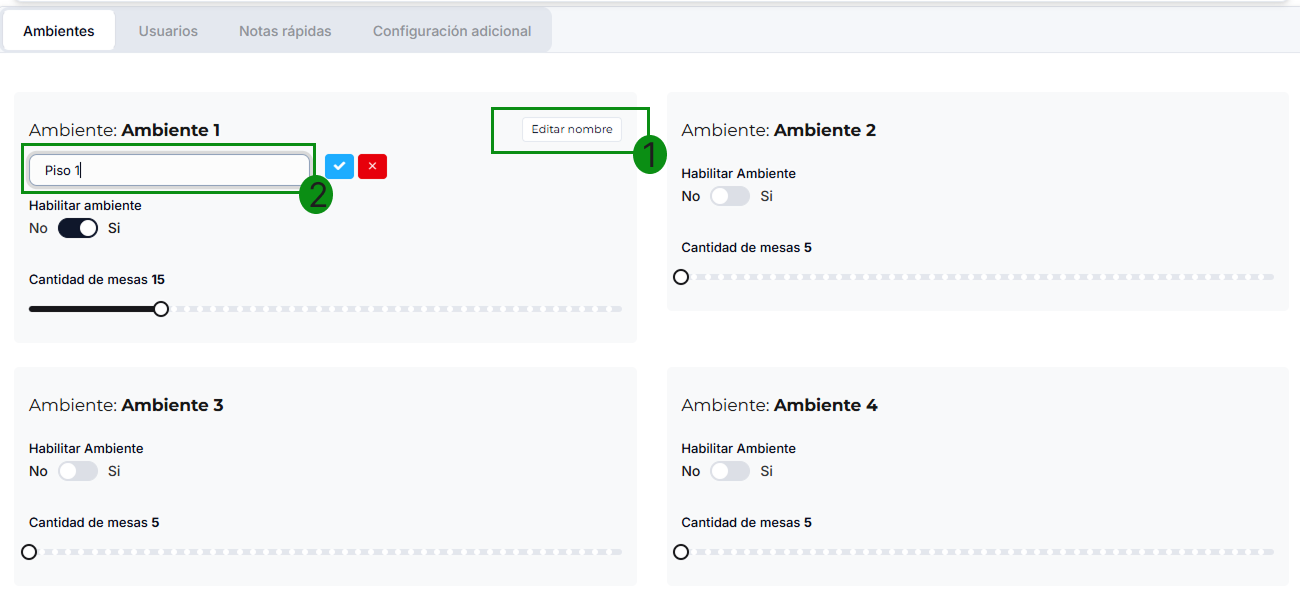 Ambientes Usuarios Notas rápidas Configuración adicional
Ambiente: Ambiente 1
Editar nombre
1
Piso 1
2
Habilitar ambiente
No Si
Cantidad de mesas 15
Ambiente: Ambiente 2
Habilitar Ambiente
No Si
Cantidad de mesas 5
Ambiente: Ambiente 3
Habilitar Ambiente
No Si
Cantidad de mesas 5
Ambiente: Ambiente 4
Habilitar Ambiente
No Si
Cantidad de mesas 5